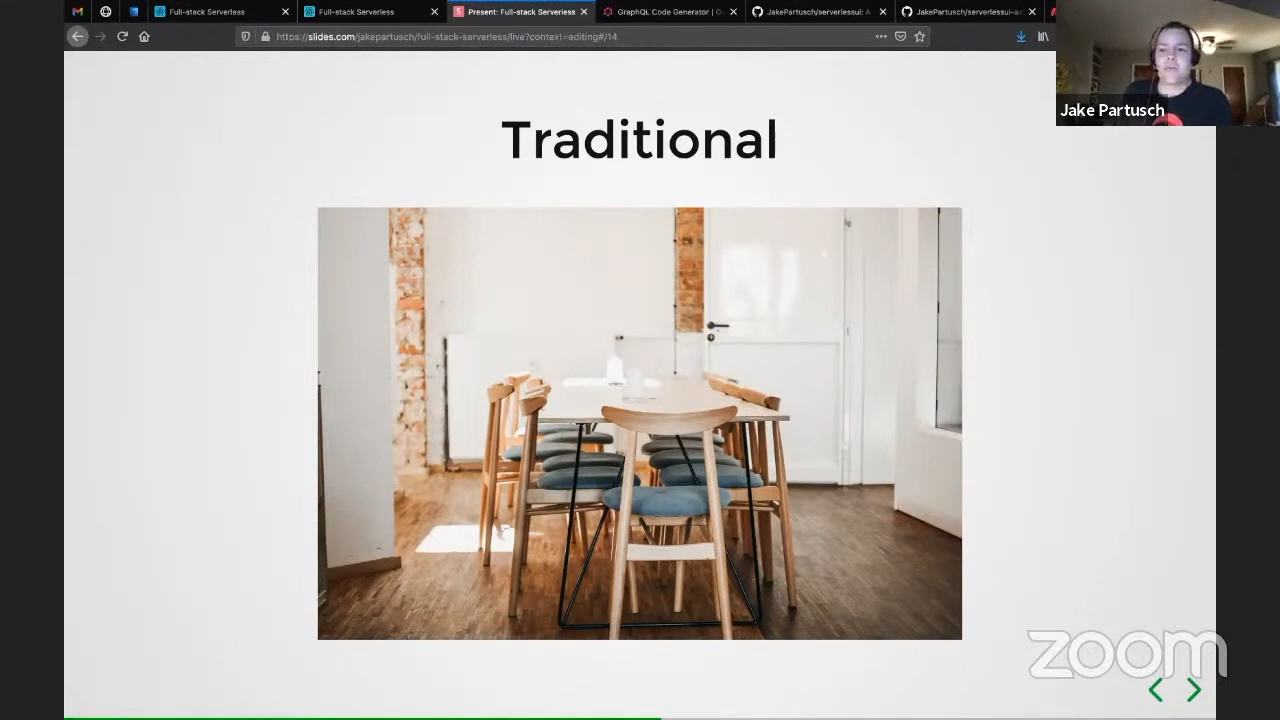 Full-stack Serverless
Full-stack Serverless
S Present: Full-stack Serverless
GraphQL Code Generator | G
JakePartusch/serverlessui: A
JakePartusch/serverlessui-ac
https://slides.com/jakepartusch/full-stack-serverless/live?context=editing#/14
Jake Partusch
Traditional
zoom